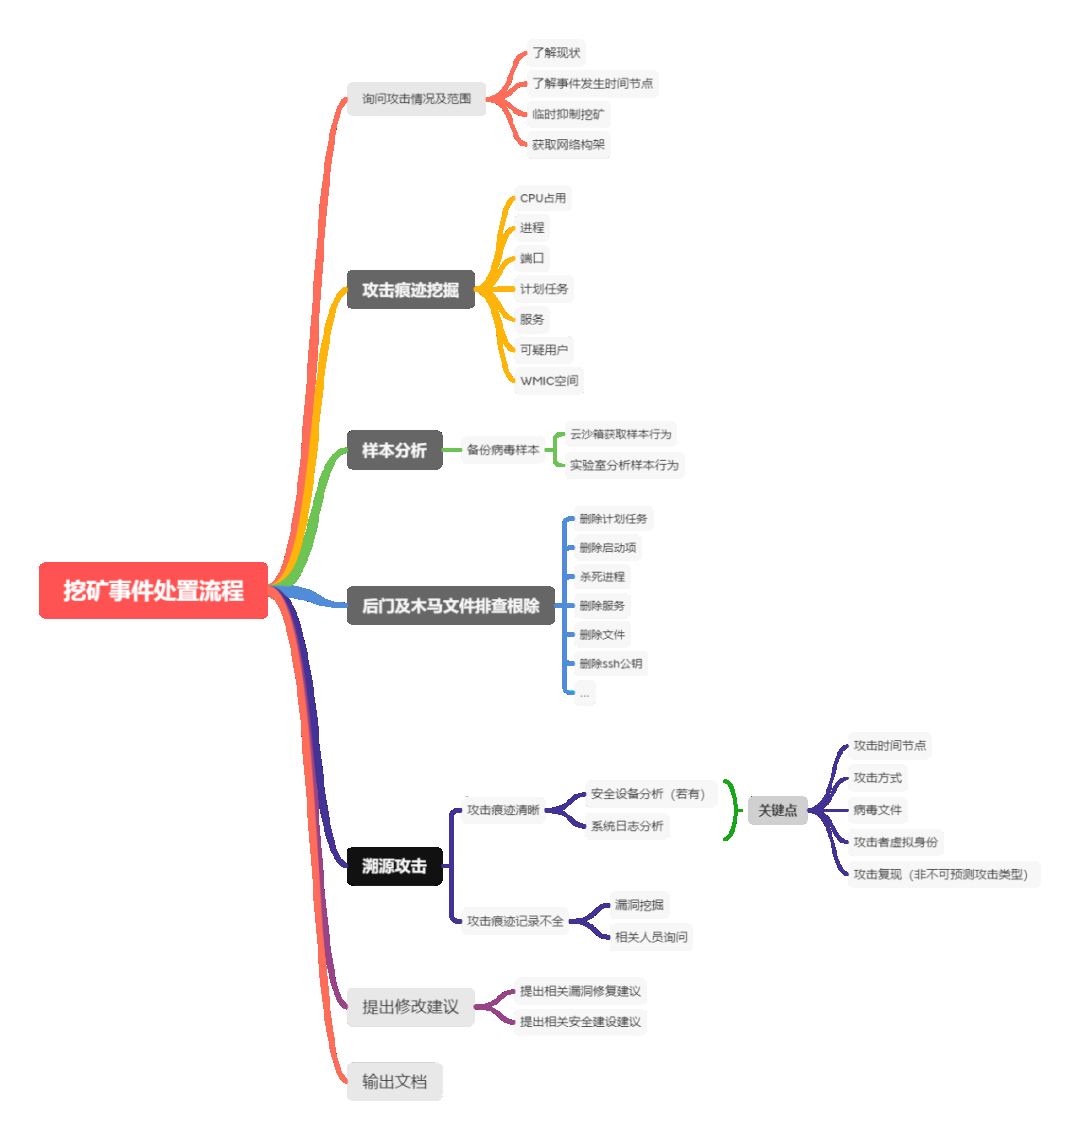 挖矿事件处置流程
询问攻击情况及范围
了解现状
了解事件发生时间节点
临时抑制挖矿
获取网络构架
攻击痕迹挖掘
CPU占用
进程
端口
计划任务
服务
可疑用户
WMIC空间
样本分析
备份病毒样本
云沙箱获取样本行为
实验室分析样本行为
后门及木马文件排查根除
删除计划任务
删除启动项
杀死进程
删除服务
删除文件
删除ssh公钥
...
溯源攻击
攻击痕迹清晰
安全设备分析（若有）
系统日志分析
关键点
攻击时间节点
攻击方式
病毒文件
攻击者虚拟身份
攻击复现（非不可预测攻击类型）
攻击痕迹记录不全
漏洞挖掘
相关人员询问
提出修改建议
提出相关漏洞修复建议
提出相关安全建设建议
输出文档